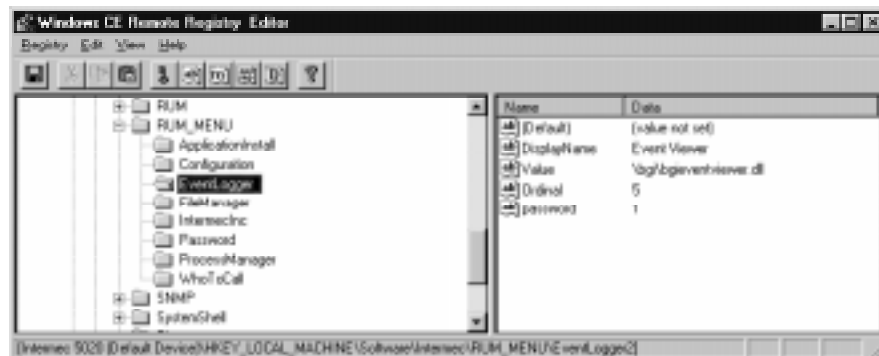 Windows CE Remote Registry Editor
Registry Edit View Help
RUM
RUM_MENU
ApplicationInstall
Configuration
EventLogger
FileManager
IntermecInc
Password
ProcessManager
WhoToCall
SNMP
SystemShell
Name Data
(Default) (value not set)
DisplayName Event Viewer
Value \bgi\bgieventviewer.dll
Ordinal 5
password 1
[Intermec 5020 (Default Device)\HKEY_LOCAL_MACHINE\Software\Intermec\RUM_MENU\EventLogger2]